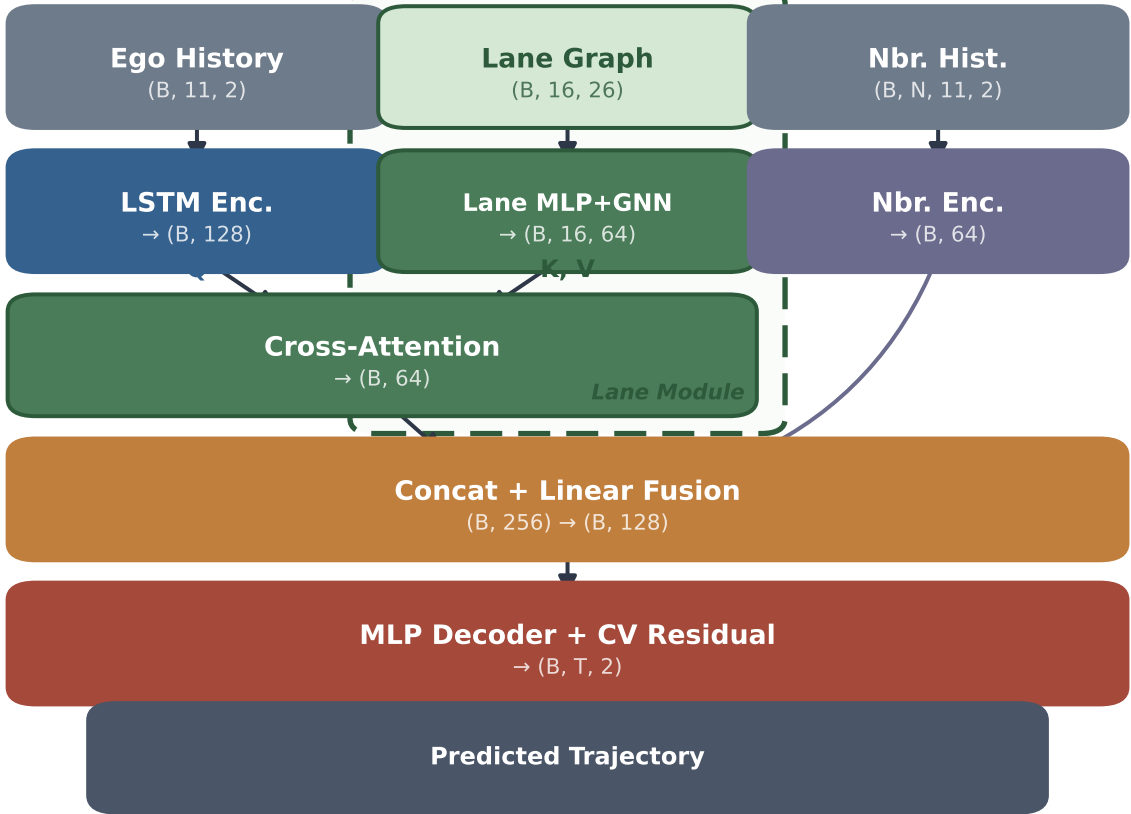 Ego History
(B, 11, 2)
Lane Graph
(B, 16, 26)
Nbr. Hist.
(B, N, 11, 2)
LSTM Enc.
→ (B, 128)
Lane MLP+GNN
→ (B, 16, 64)
Nbr. Enc.
→ (B, 64)
K, V
Cross-Attention
→ (B, 64)
Lane Module
Concat + Linear Fusion
(B, 256) → (B, 128)
MLP Decoder + CV Residual
→ (B, T, 2)
Predicted Trajectory